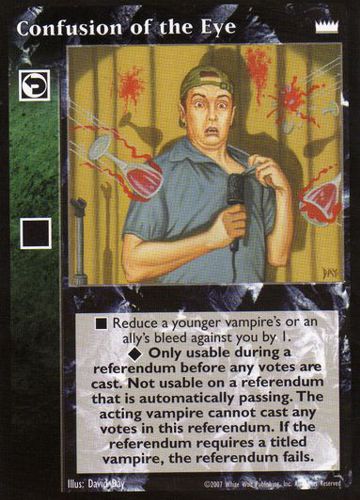 Confusion of the Eye
DAY
Reduce a younger vampire's or an
ally's bleed against you by 1.
Only usable during a
referendum before any votes are
cast. Not usable on a referendum
that is automatically passing. The
acting vampire cannot cast any
votes in this referendum. If the
referendum requires a titled
vampire, the referendum fails.
Illus: David Day
©2007 White Wolf Publishing, Inc. All Rights Reserved